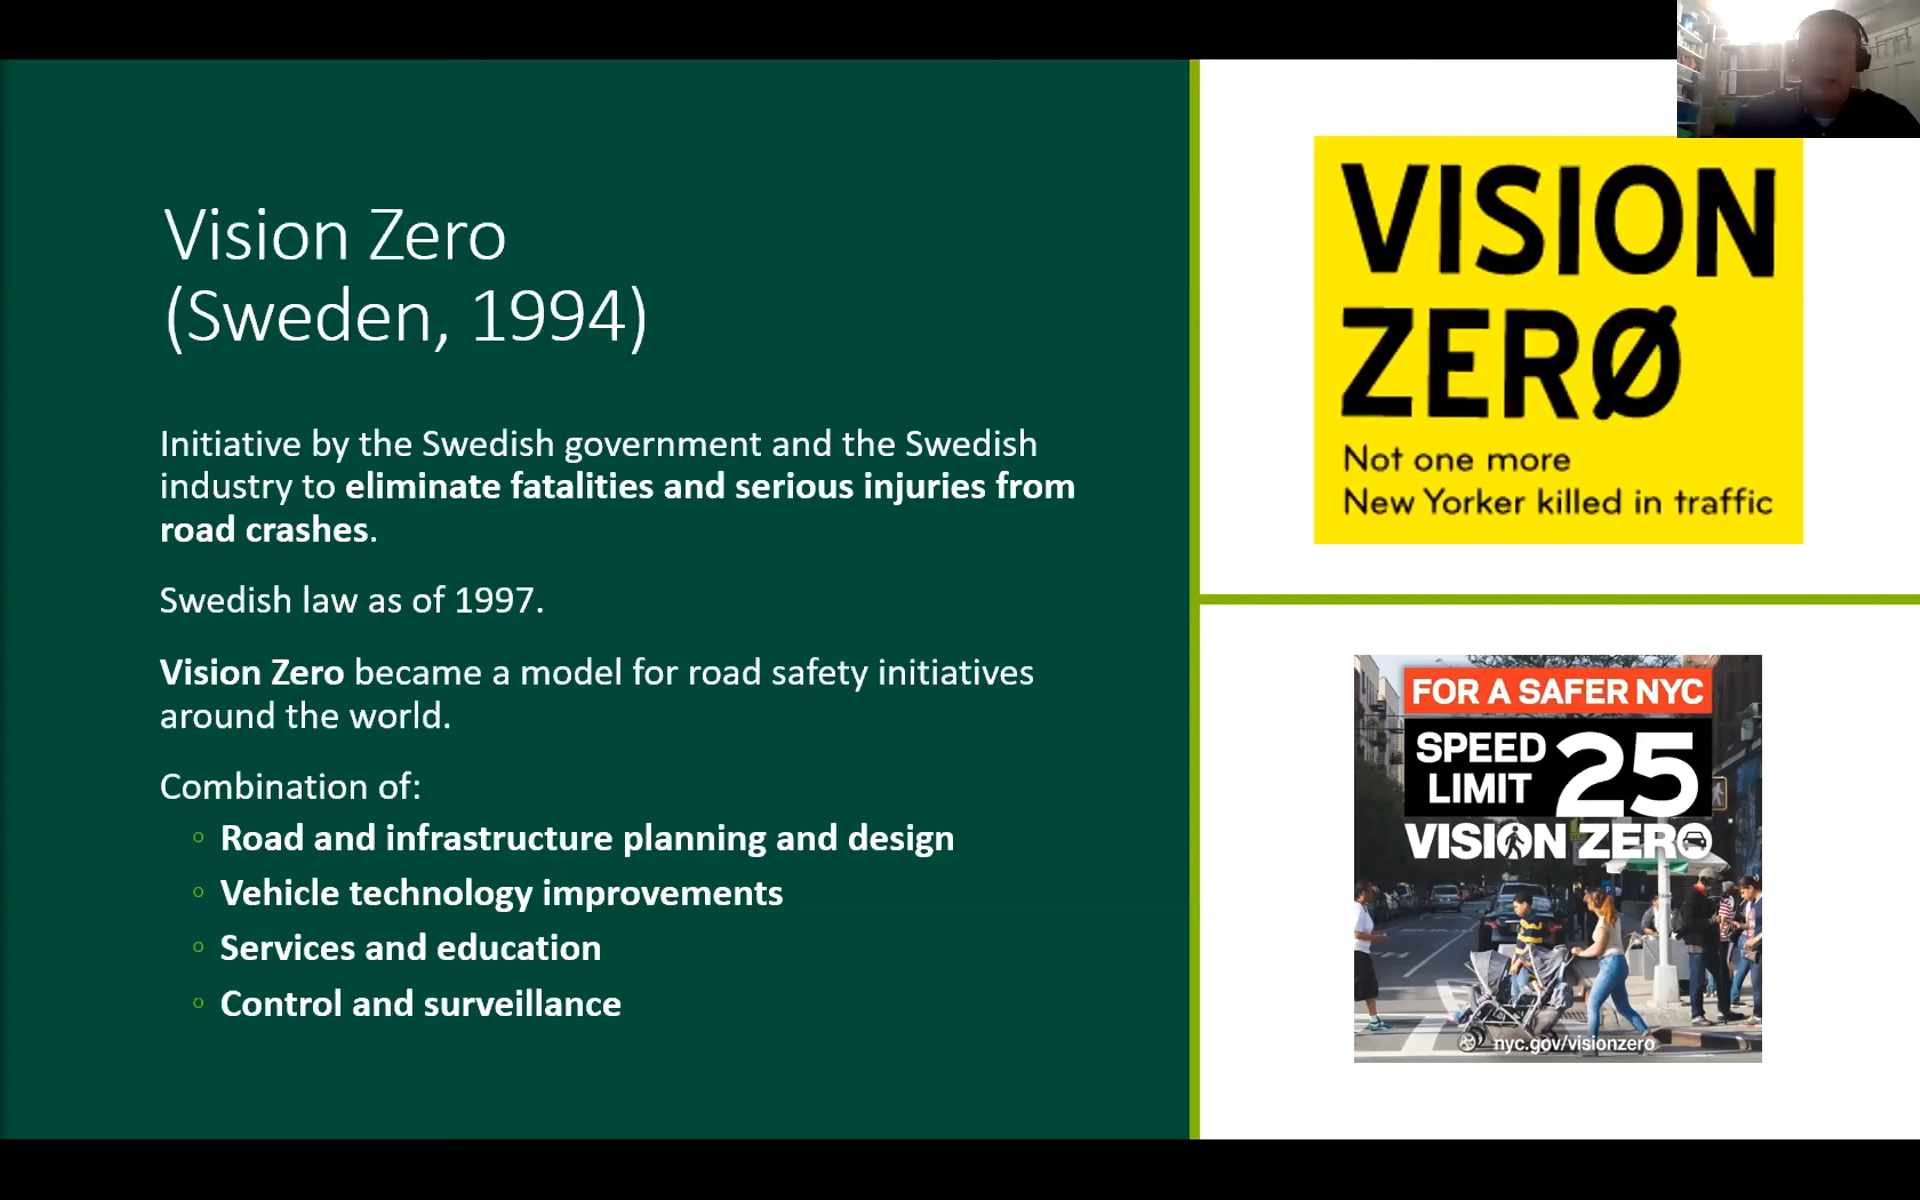 Vision Zero
(Sweden, 1994)
Initiative by the Swedish government and the Swedish
industry to eliminate fatalities and serious injuries from
road crashes.
Swedish law as of 1997.
Vision Zero became a model for road safety initiatives
around the world.
Combination of:
Road and infrastructure planning and design
Vehicle technology improvements
Services and education
Control and surveillance
VISION
ZERØ
Not one more
New Yorker killed in traffic
FOR A SAFER NYC
SPEED
LIMIT 25
VISION ZERO
nyc.gov/visionzero